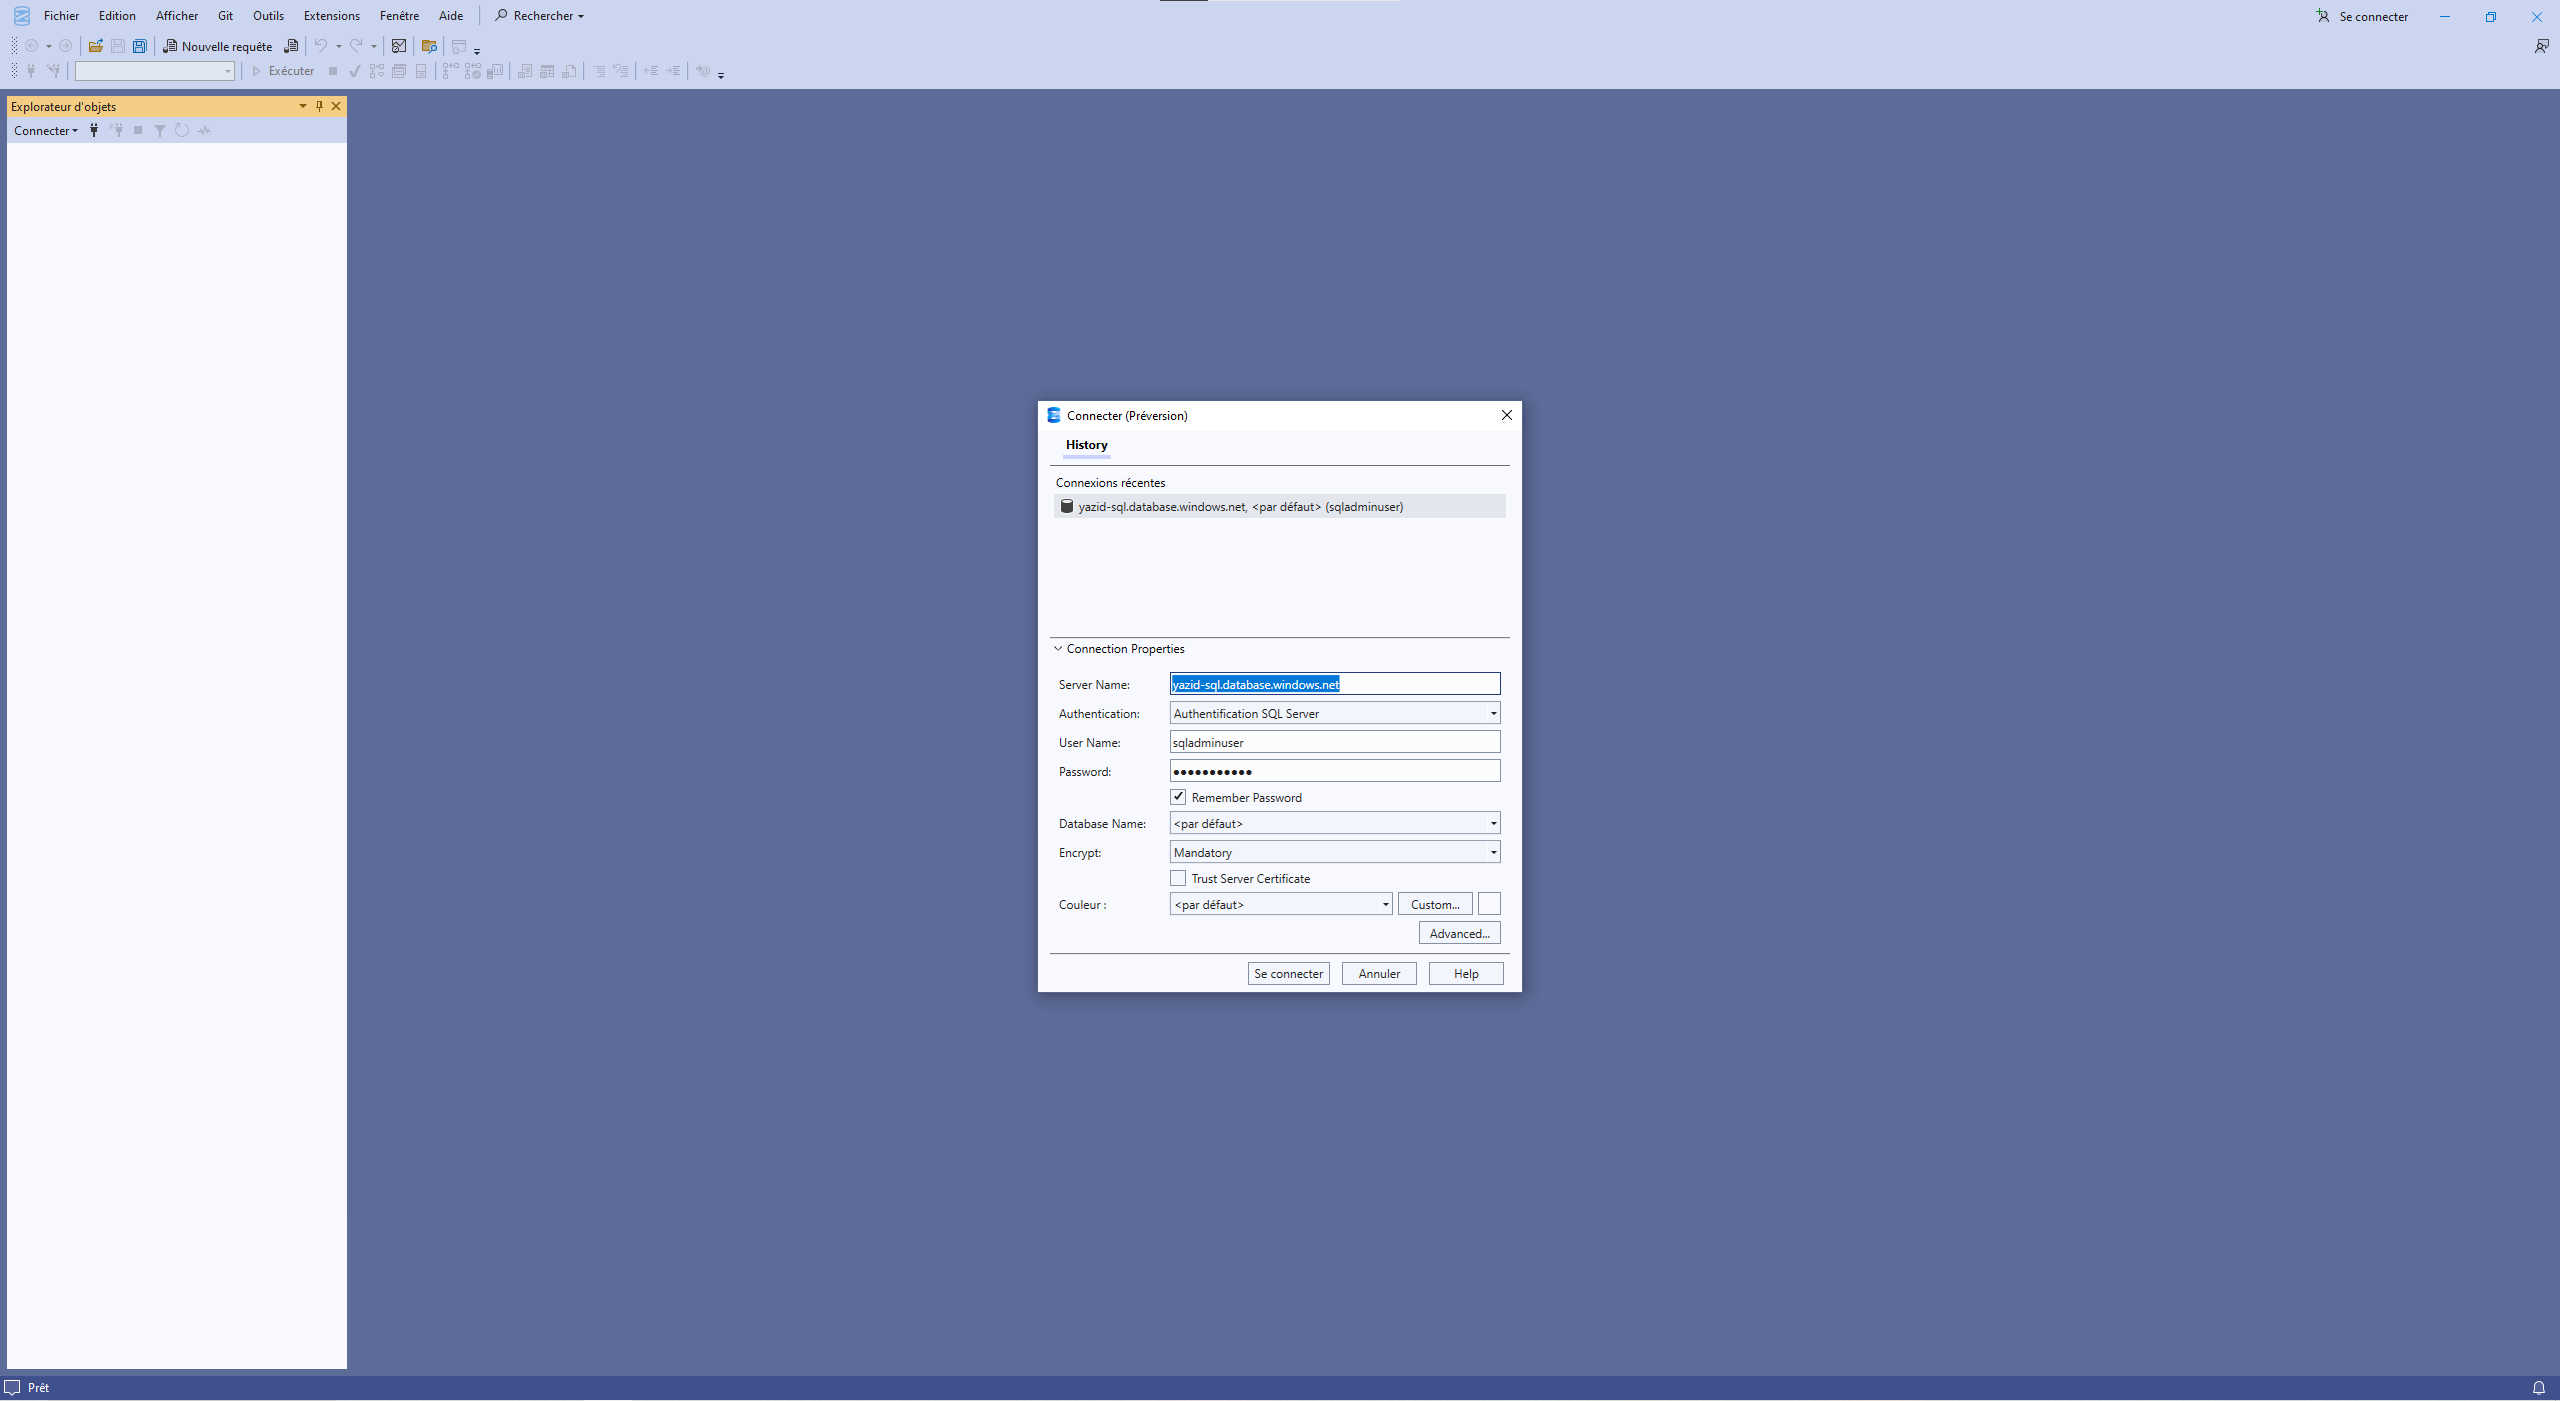 Fichier Edition Afficher Git Outils Extensions Fenêtre Aide Rechercher Se connecter
Nouvelle requête
Exécuter
Explorateur d'objets
Connecter
Connecter (Préversion)
History
Connexions récentes
yazid-sql.database.windows.net, <par défaut> (sqladminuser)
Connection Properties
Server Name: yazid-sql.database.windows.net
Authentication: Authentification SQL Server
User Name: sqladminuser
Password: ●●●●●●●●●●●
Remember Password
Database Name: <par défaut>
Encrypt: Mandatory
Trust Server Certificate
Couleur : <par défaut> Custom...
Advanced...
Se connecter Annuler Help
Prêt